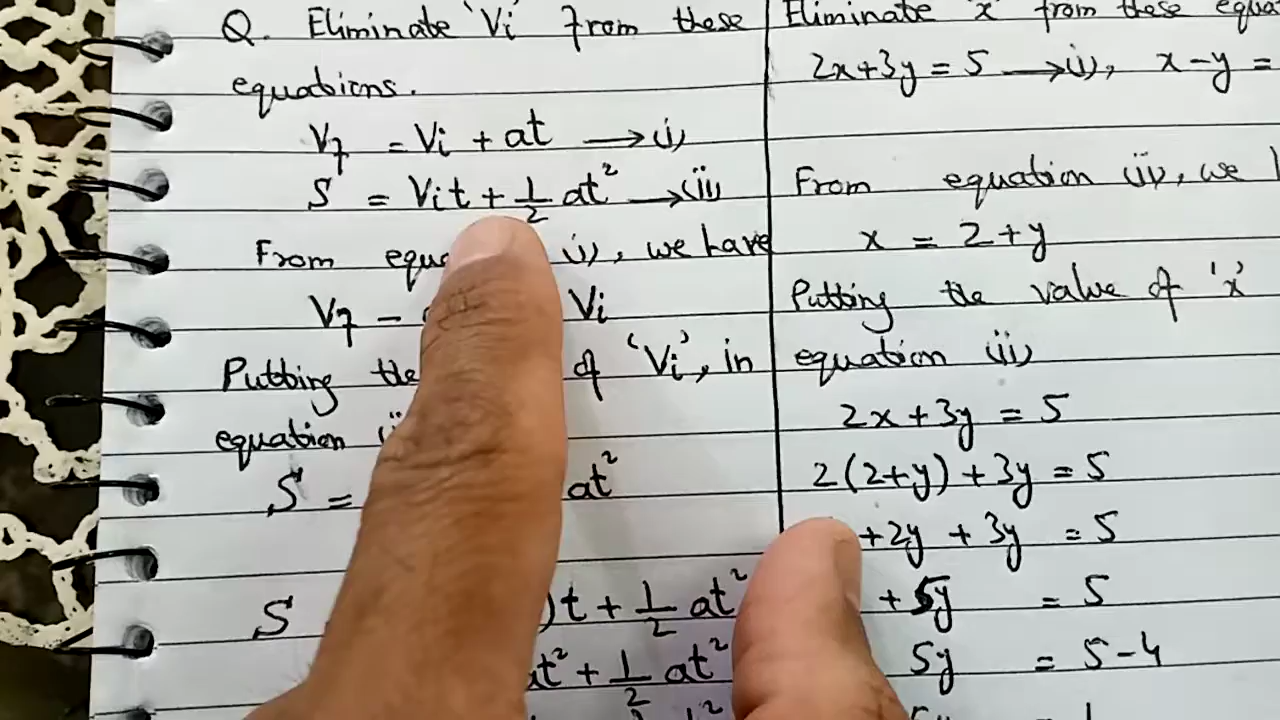 Q. Eliminate 'Vi' from these
equations.
Vf = Vi + at → (i)
S = Vit + 1/2 at² → (ii)
From (i), we have
Vf − Vi
Putting the of 'Vi', in
equation
S = at²
S )t + 1/2 at²
at² + 1/2 at²
Eliminate 'x' from these
2x+3y = 5 → (i), x − y =
From equation (ii), we
x = 2+y
Putting the value of 'x'
equation (i)
2x + 3y = 5
2(2+y) + 3y = 5
+2y + 3y = 5
+ 5y = 5
5y = 5−4